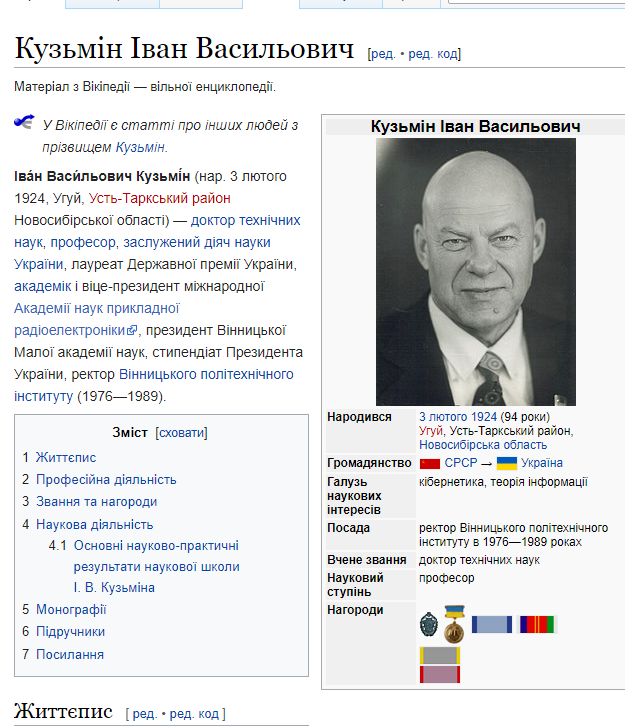 Кузьмін Іван Васильович [ред. • ред. код]
Матеріал з Вікіпедії — вільної енциклопедії.
У Вікіпедії є статті про інших людей з
прізвищем Кузьмін.
Іва́н Васи́льович Кузьмі́н (нар. 3 лютого
1924, Угуй, Усть-Таркський район
Новосибірської області) — доктор технічних
наук, професор, заслужений діяч науки
України, лауреат Державної премії України,
академік і віце-президент міжнародної
Академії наук прикладної
радіоелектроніки, президент Вінницької
Малої академії наук, стипендіат Президента
України, ректор Вінницького політехнічного
інституту (1976—1989).
Зміст [сховати]
1 Життєпис
2 Професійна діяльність
3 Звання та нагороди
4 Наукова діяльність
4.1 Основні науково-практичні
результати наукової школи
І. В. Кузьміна
5 Монографії
6 Підручники
7 Посилання
Життєпис [ ред. • ред. код ]
Кузьмін Іван Васильович
Народився 3 лютого 1924 (94 роки)
Угуй, Усть-Таркський район,
Новосибірська область
Громадянство СРСР → Україна
Галузь кібернетика, теорія інформації
наукових
інтересів
Посада ректор Вінницького політехнічного
інституту в 1976—1989 роках
Вчене звання доктор технічних наук
Науковий професор
ступінь
Нагороди